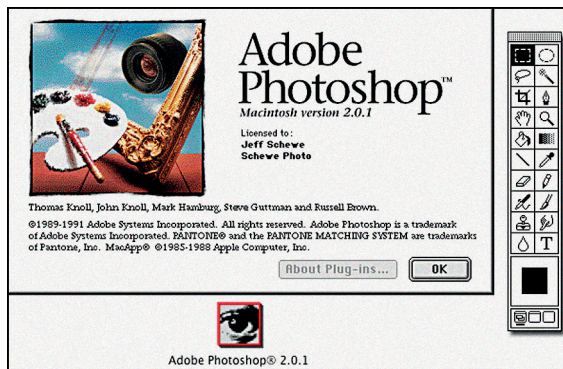 Adobe
Photoshop™
Macintosh version 2.0.1
Licensed to:
Jeff Schewe
Schewe Photo
Thomas Knoll, John Knoll, Mark Hamburg, Steve Guttman and Russell Brown.
©1989-1991 Adobe Systems Incorporated. All rights reserved. Adobe Photoshop is a trademark
of Adobe Systems Incorporated. PANTONE® and the PANTONE MATCHING SYSTEM are trademarks
of Pantone, Inc. MacApp® ©1985-1988 Apple Computer, Inc.
About Plug-ins...
OK
T
Adobe Photoshop® 2.0.1